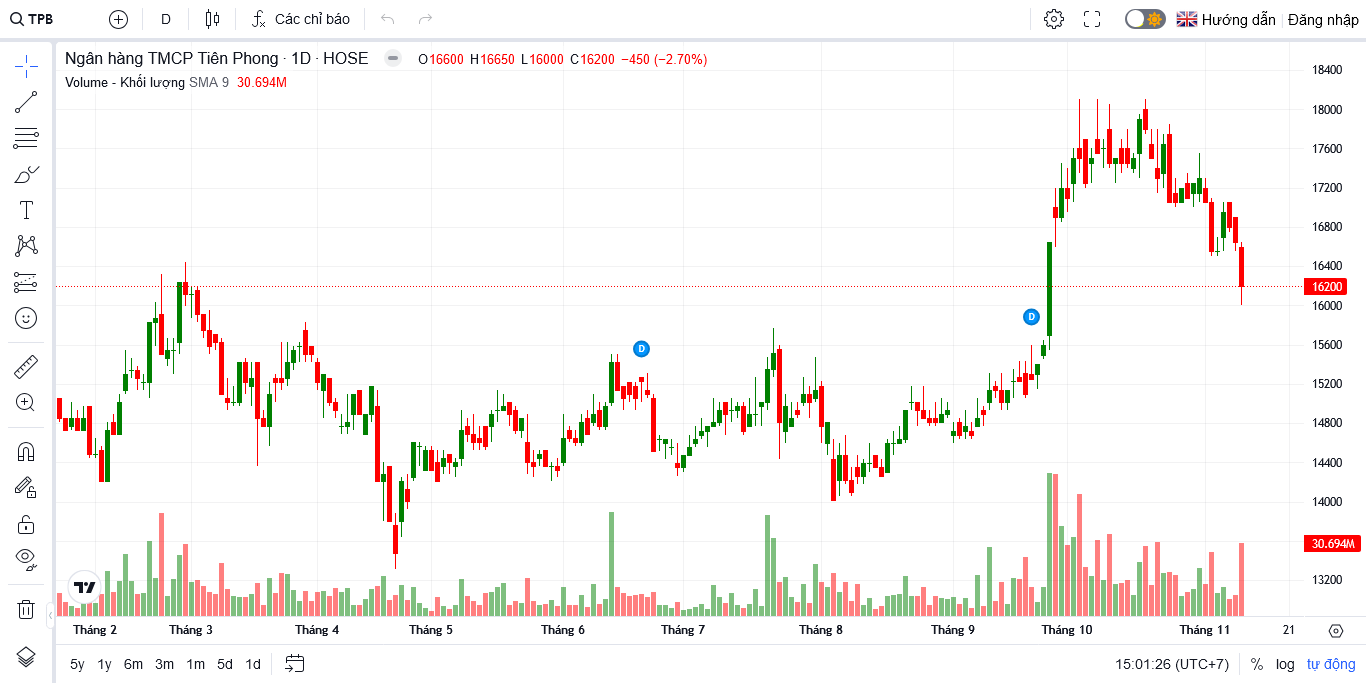 TPB D Các chỉ báo Hướng dẫn Đăng nhập
Ngân hàng TMCP Tiên Phong · 1D · HOSE O16600 H16650 L16000 C16200 −450 (−2.70%)
Volume - Khối lượng SMA 9 30.694M
18400
18000
17600
17200
16800
16400
16200
16000
15600
15200
14800
14400
14000
30.694M
13200
D
D
Tháng 2 Tháng 3 Tháng 4 Tháng 5 Tháng 6 Tháng 7 Tháng 8 Tháng 9 Tháng 10 Tháng 11 21
5y 1y 6m 3m 1m 5d 1d 15:01:26 (UTC+7) % log tự động